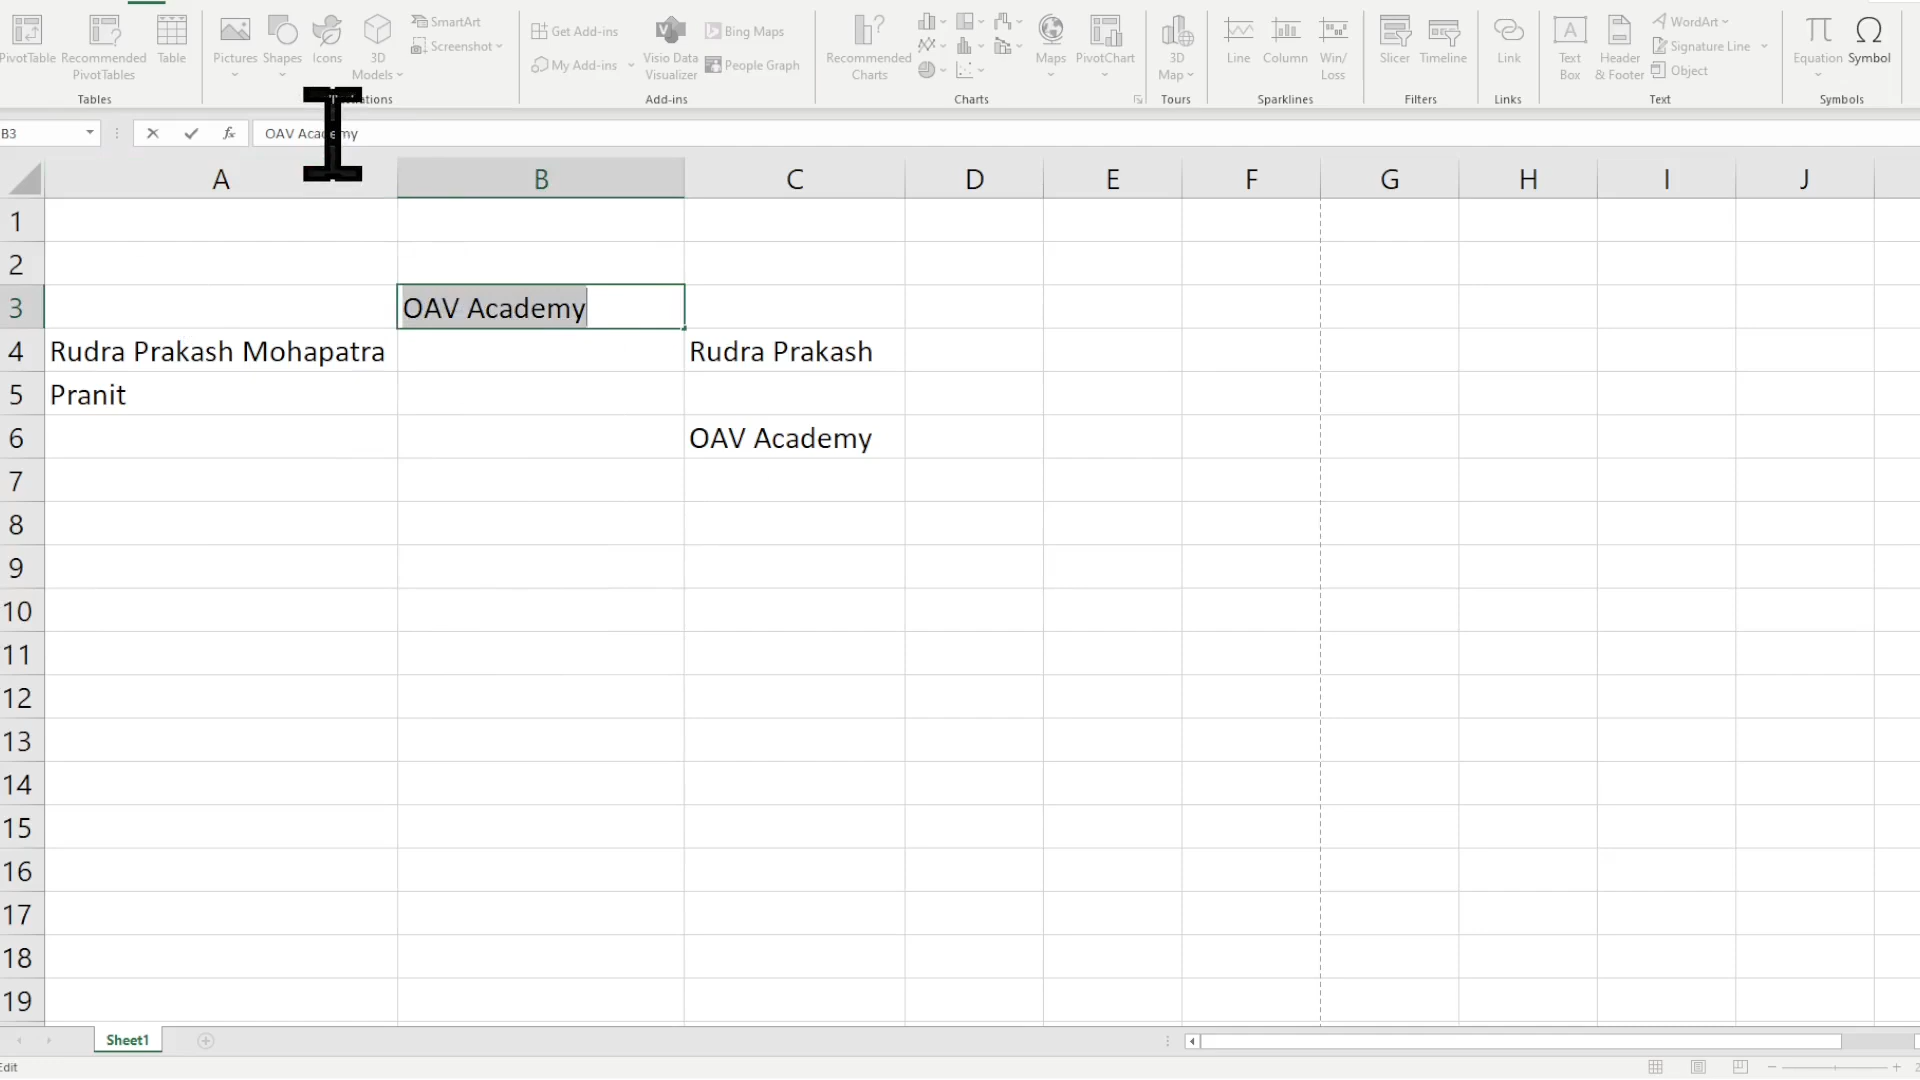 PivotTable Recommended PivotTables Table
Tables
Pictures Shapes Icons 3D Models SmartArt Screenshot
Get Add-ins My Add-ins Visio Data Visualizer Bing Maps People Graph
Add-ins
Recommended Charts Maps PivotChart
Charts
3D Map
Tours
Line Column Win/Loss
Sparklines
Slicer Timeline
Filters
Link
Links
Text Box Header & Footer WordArt Signature Line Object
Text
Equation Symbol
Symbols
B3 fx OAV Academy
A B C D E F G H I J
1
2
3 OAV Academy
4 Rudra Prakash Mohapatra Rudra Prakash
5 Pranit
6 OAV Academy
7
8
9
10
11
12
13
14
15
16
17
18
19
Sheet1